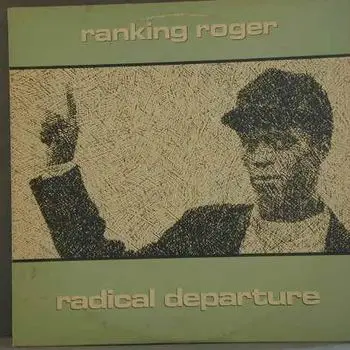 ranking roger
radical departure